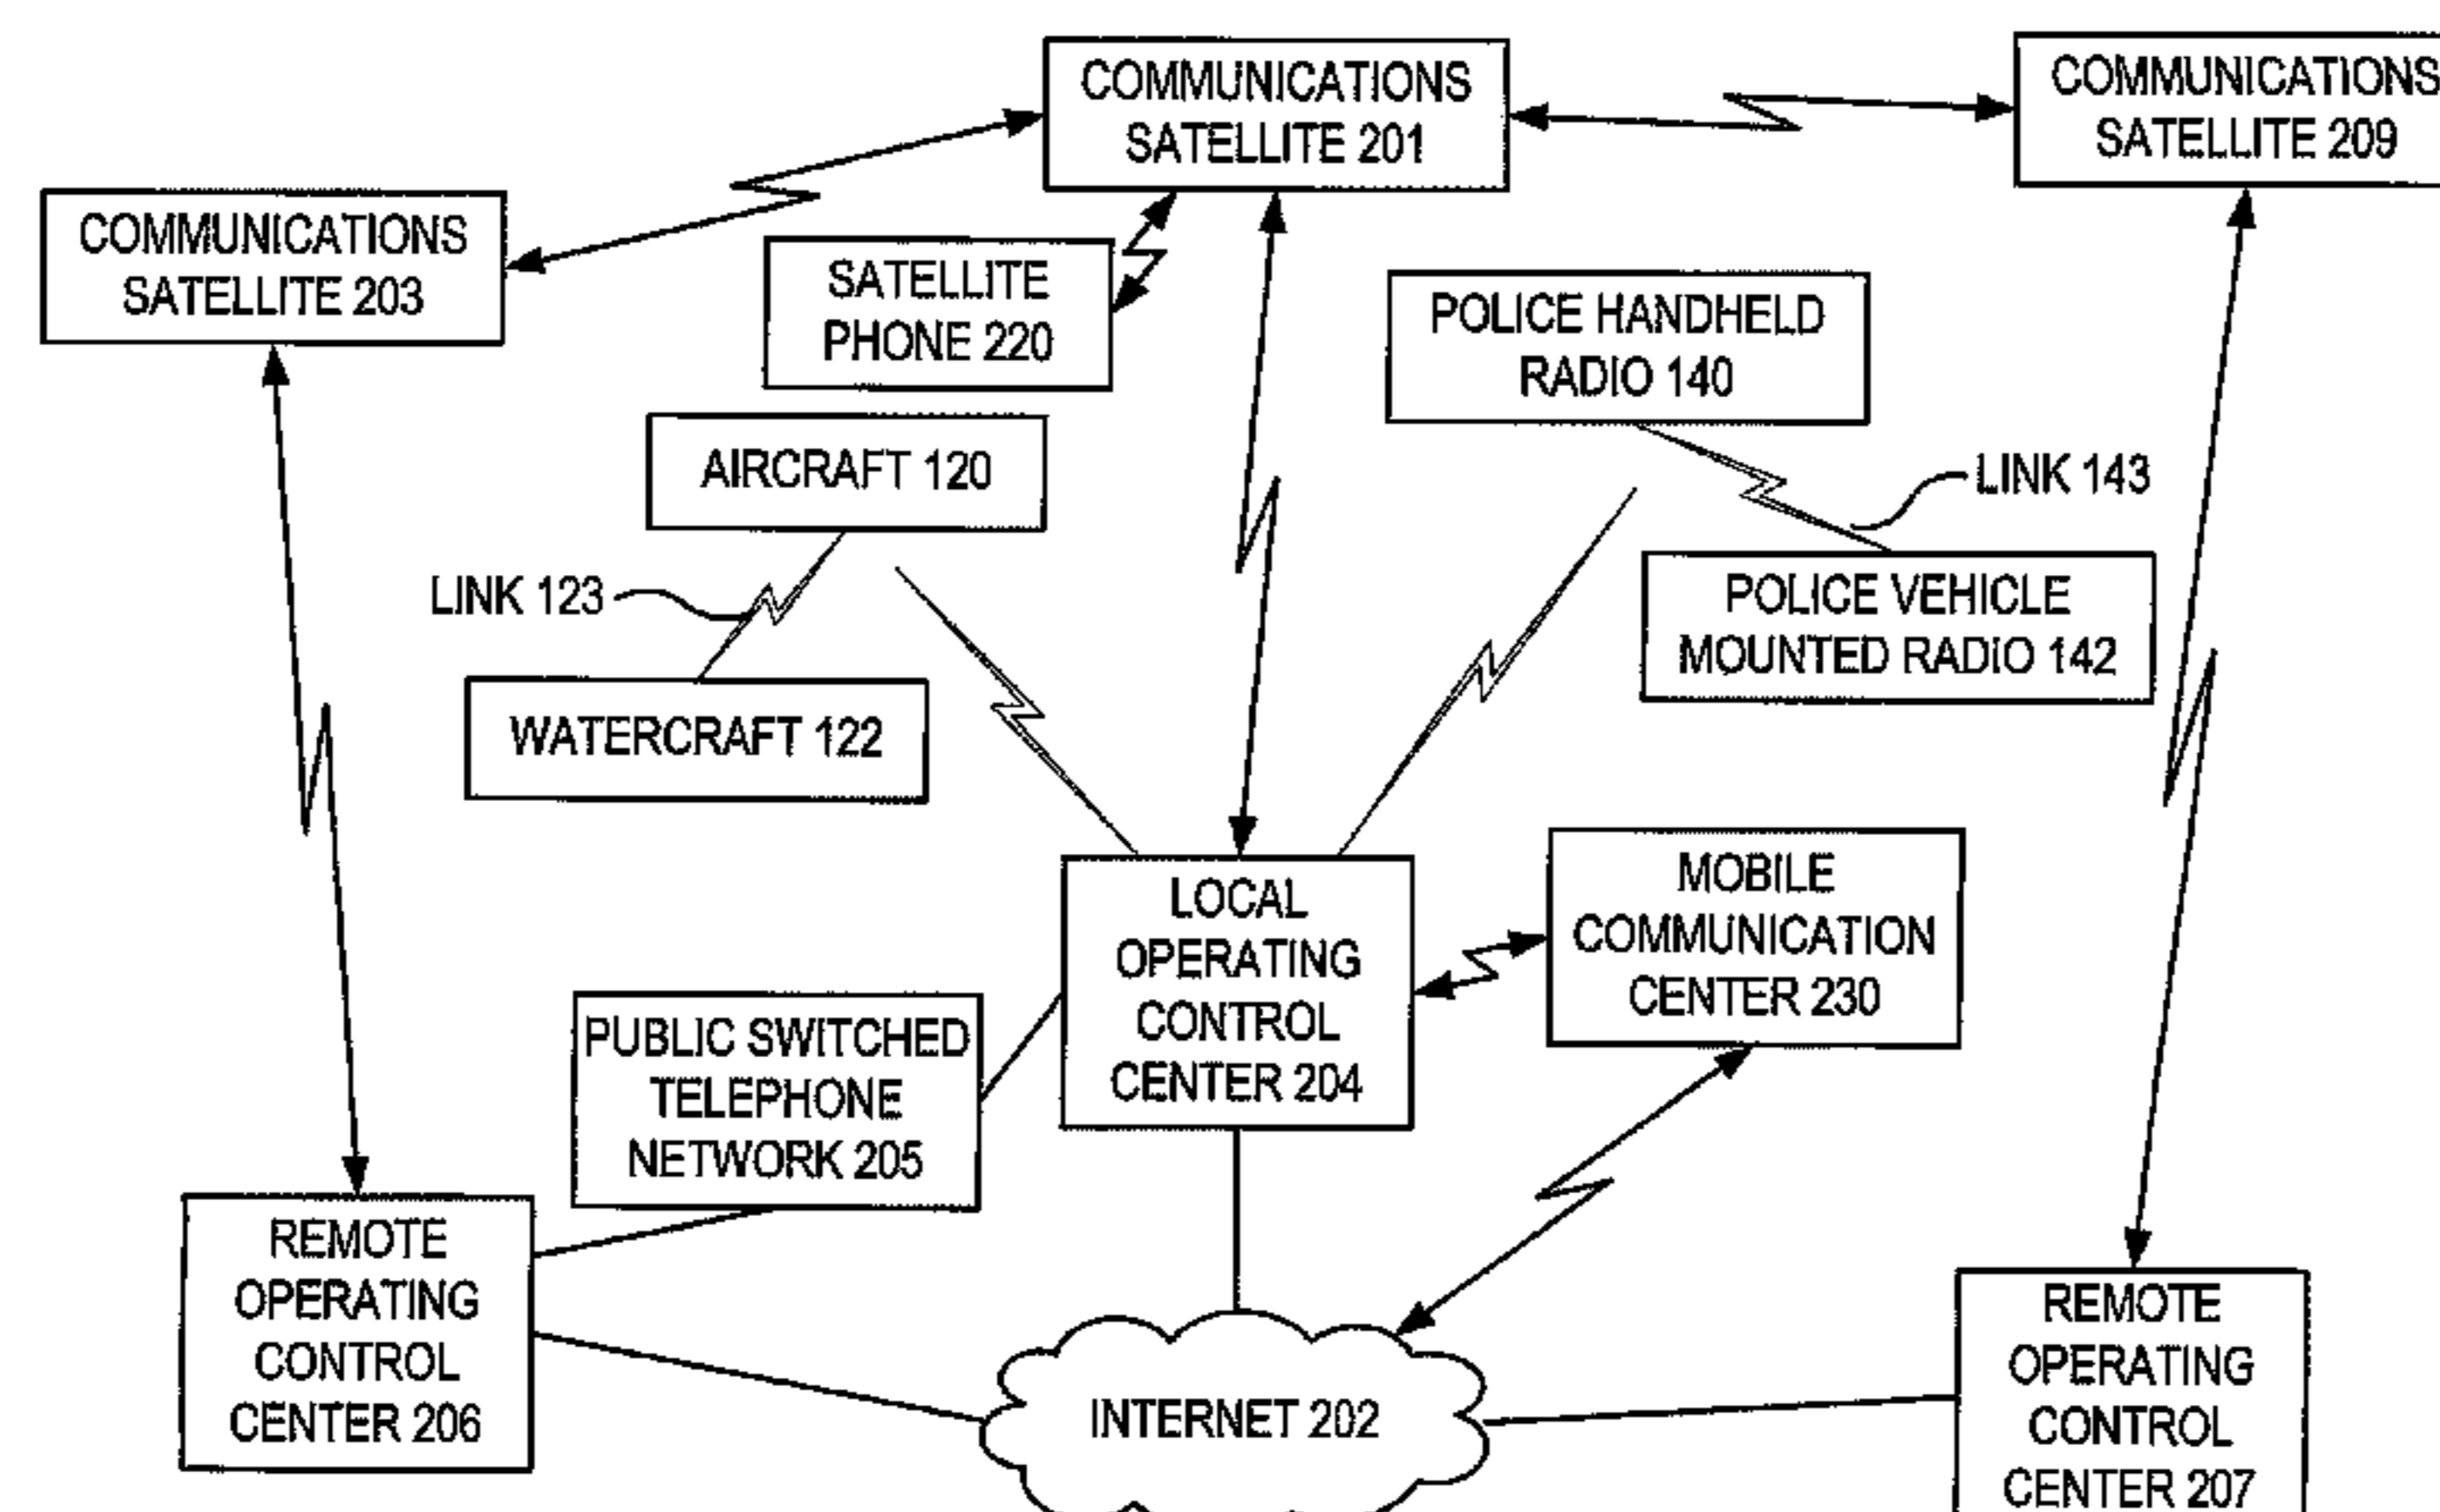 COMMUNICATIONS
SATELLITE 201
COMMUNICATIONS
SATELLITE 209
COMMUNICATIONS
SATELLITE 203
SATELLITE
PHONE 220
POLICE HANDHELD
RADIO 140
AIRCRAFT 120
LINK 143
LINK 123
POLICE VEHICLE
MOUNTED RADIO 142
WATERCRAFT 122
LOCAL
OPERATING
CONTROL
CENTER 204
MOBILE
COMMUNICATION
CENTER 230
PUBLIC SWITCHED
TELEPHONE
NETWORK 205
REMOTE
OPERATING
CONTROL
CENTER 206
INTERNET 202
REMOTE
OPERATING
CONTROL
CENTER 207